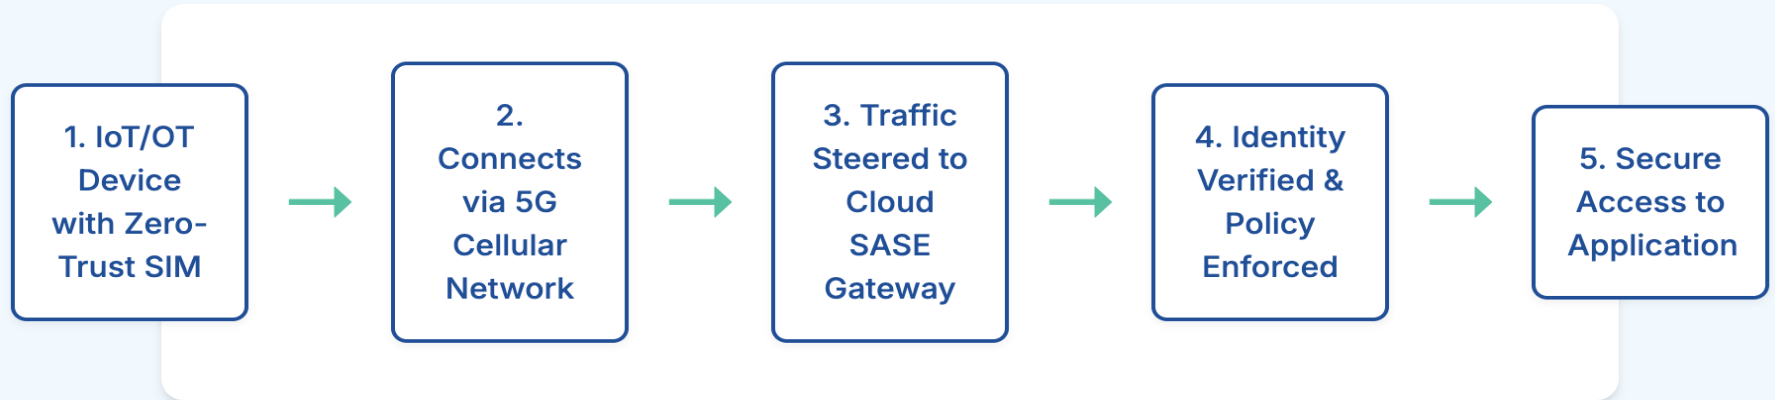 1. IoT/OT
Device
with Zero-
Trust SIM
2.
Connects
via 5G
Cellular
Network
3. Traffic
Steered to
Cloud
SASE
Gateway
4. Identity
Verified &
Policy
Enforced
5. Secure
Access to
Application